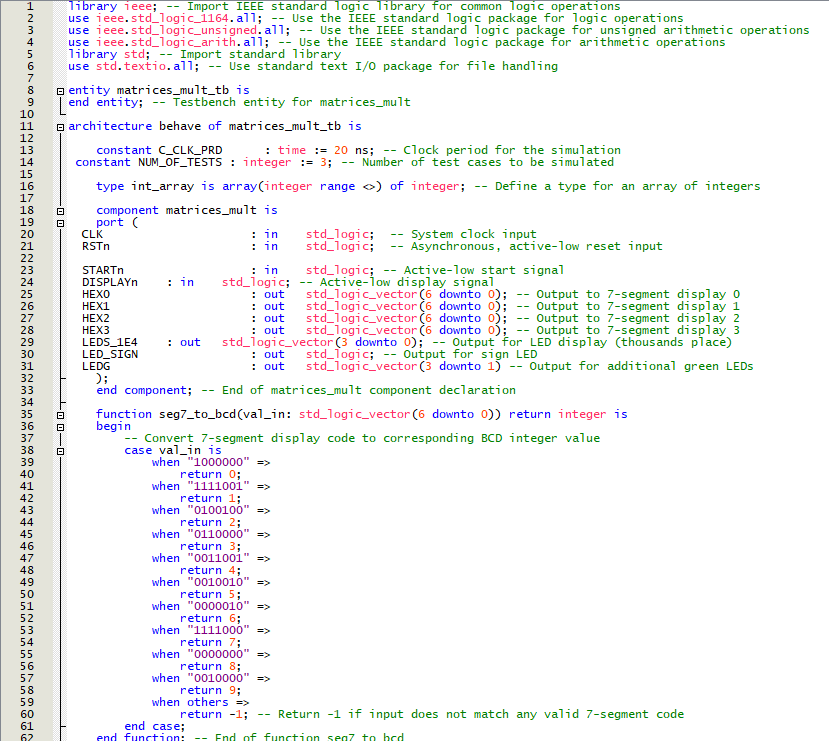 1 library ieee; -- Import IEEE standard logic library for common logic operations
2 use ieee.std_logic_1164.all; -- Use the IEEE standard logic package for logic operations
3 use ieee.std_logic_unsigned.all; -- Use the IEEE standard logic package for unsigned arithmetic operations
4 use ieee.std_logic_arith.all; -- Use the IEEE standard logic package for arithmetic operations
5 library std; -- Import standard library
6 use std.textio.all; -- Use standard text I/O package for file handling
7
8 entity matrices_mult_tb is
9 end entity; -- Testbench entity for matrices_mult
10
11 architecture behave of matrices_mult_tb is
12
13     constant C_CLK_PRD      : time := 20 ns; -- Clock period for the simulation
14  constant NUM_OF_TESTS : integer := 3; -- Number of test cases to be simulated
15
16     type int_array is array(integer range <>) of integer; -- Define a type for an array of integers
17
18     component matrices_mult is
19     port (
20   CLK                     : in    std_logic;  -- System clock input
21   RSTn                    : in    std_logic;  -- Asynchronous, active-low reset input
22
23   STARTn                  : in    std_logic; -- Active-low start signal
24   DISPLAYn    : in    std_logic; -- Active-low display signal
25   HEX0                    : out   std_logic_vector(6 downto 0); -- Output to 7-segment display 0
26   HEX1                    : out   std_logic_vector(6 downto 0); -- Output to 7-segment display 1
27   HEX2                    : out   std_logic_vector(6 downto 0); -- Output to 7-segment display 2
28   HEX3                    : out   std_logic_vector(6 downto 0); -- Output to 7-segment display 3
29   LEDS_1E4    : out   std_logic_vector(3 downto 0); -- Output for LED display (thousands place)
30   LED_SIGN                : out   std_logic; -- Output for sign LED
31   LEDG                    : out   std_logic_vector(3 downto 1) -- Output for additional green LEDs
32     );
33     end component; -- End of matrices_mult component declaration
34
35     function seg7_to_bcd(val_in: std_logic_vector(6 downto 0)) return integer is
36     begin
37         -- Convert 7-segment display code to corresponding BCD integer value
38         case val_in is
39             when "1000000" =>
40                 return 0;
41             when "1111001" =>
42                 return 1;
43             when "0100100" =>
44                 return 2;
45             when "0110000" =>
46                 return 3;
47             when "0011001" =>
48                 return 4;
49             when "0010010" =>
50                 return 5;
51             when "0000010" =>
52                 return 6;
53             when "1111000" =>
54                 return 7;
55             when "0000000" =>
56                 return 8;
57             when "0010000" =>
58                 return 9;
59             when others =>
60                 return -1; -- Return -1 if input does not match any valid 7-segment code
61         end case;
62     end function; -- End of function seg7_to_bcd